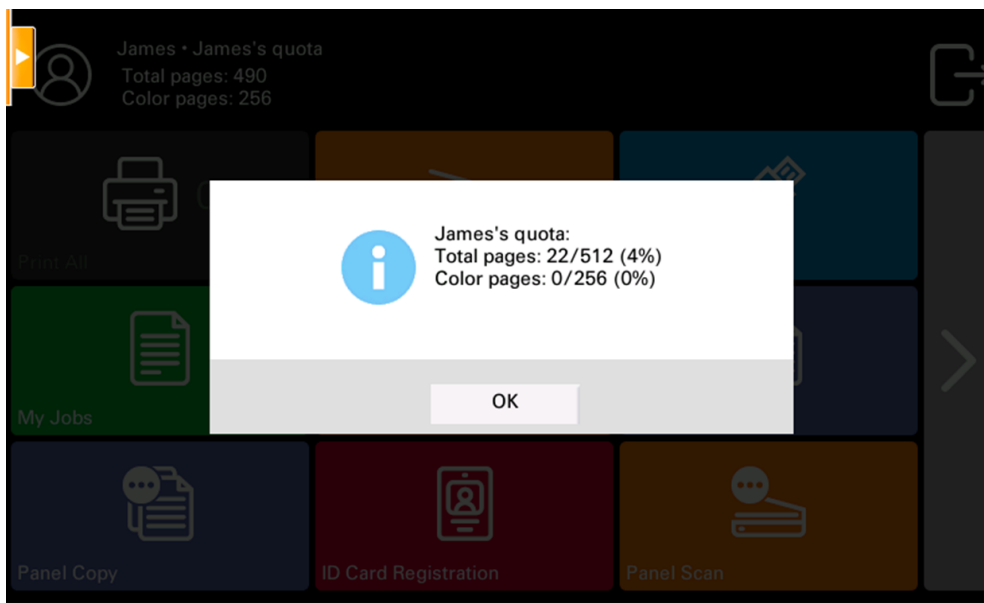 James • James's quota
Total pages: 490
Color pages: 256
James's quota:
Total pages: 22/512 (4%)
Color pages: 0/256 (0%)
Print All
OK
My Jobs
Panel Copy
ID Card Registration
Panel Scan